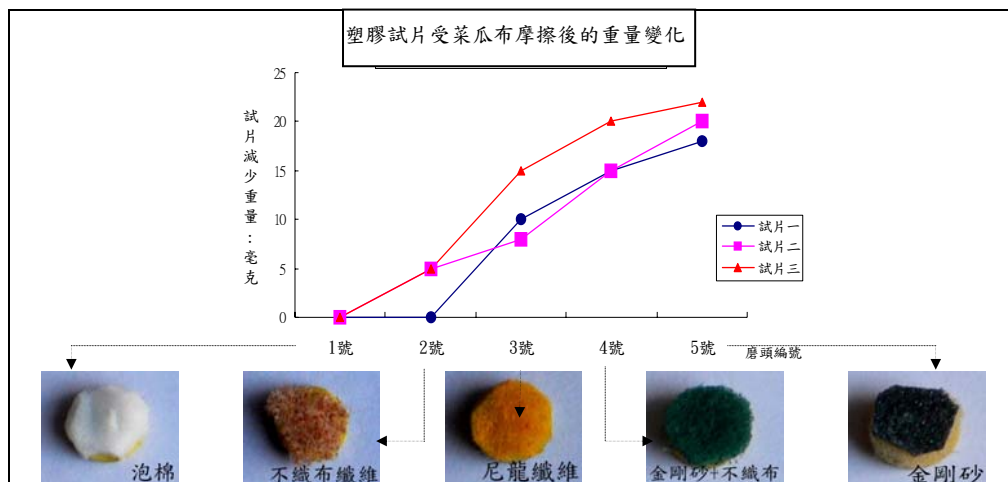 塑膠試片受菜瓜布摩擦後的重量變化
試片減少重量:毫克
25
20
15
10
5
0
試片一
試片二
試片三
1號 2號 3號 4號 5號
磨頭編號
泡棉
不織布纖維
尼龍纖維
金剛砂+不織布
金剛砂